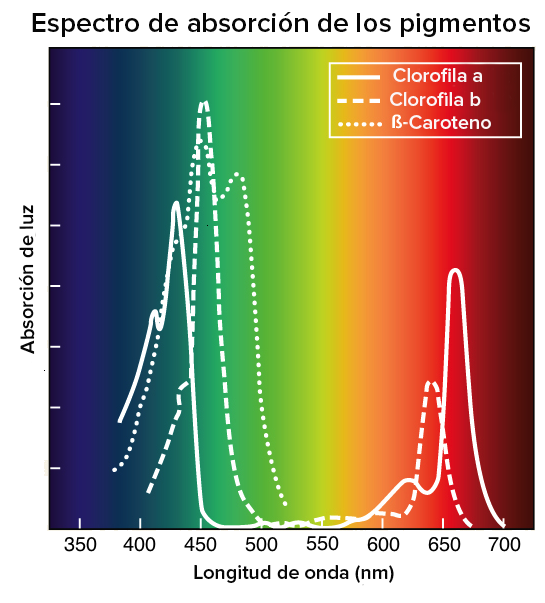 Espectro de absorción de los pigmentos
Clorofila a
Clorofila b
ß-Caroteno
Absorción de luz
350 400 450 500 550 600 650 700
Longitud de onda (nm)